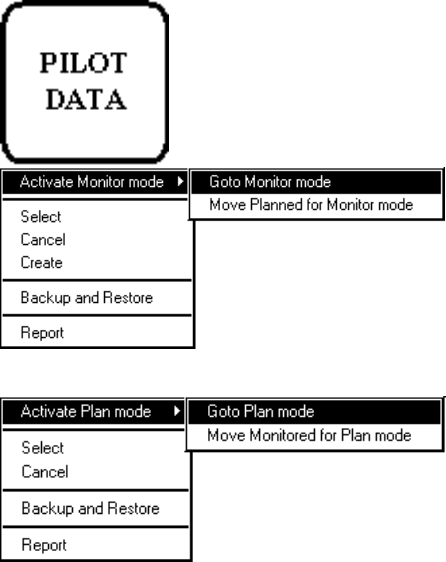 PILOT
DATA
Activate Monitor mode
Goto Monitor mode
Move Planned for Monitor mode
Select
Cancel
Create
Backup and Restore
Report
Activate Plan mode
Goto Plan mode
Move Monitored for Plan mode
Select
Cancel
Backup and Restore
Report